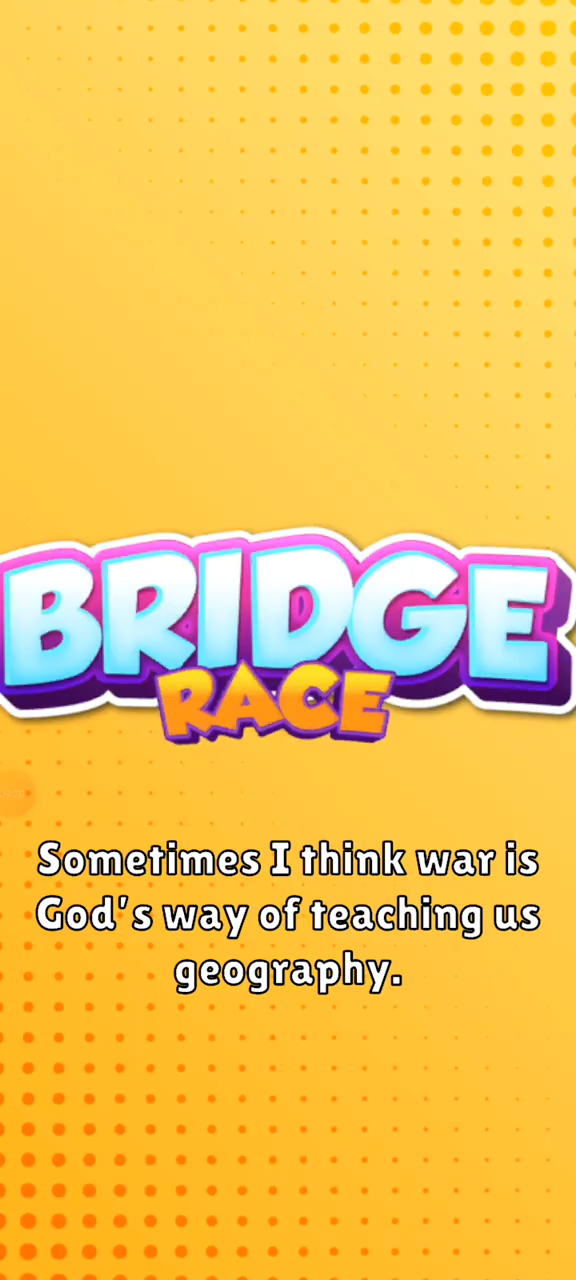 BRIDGE
RACE
Sometimes I think war is
God's way of teaching us
geography.